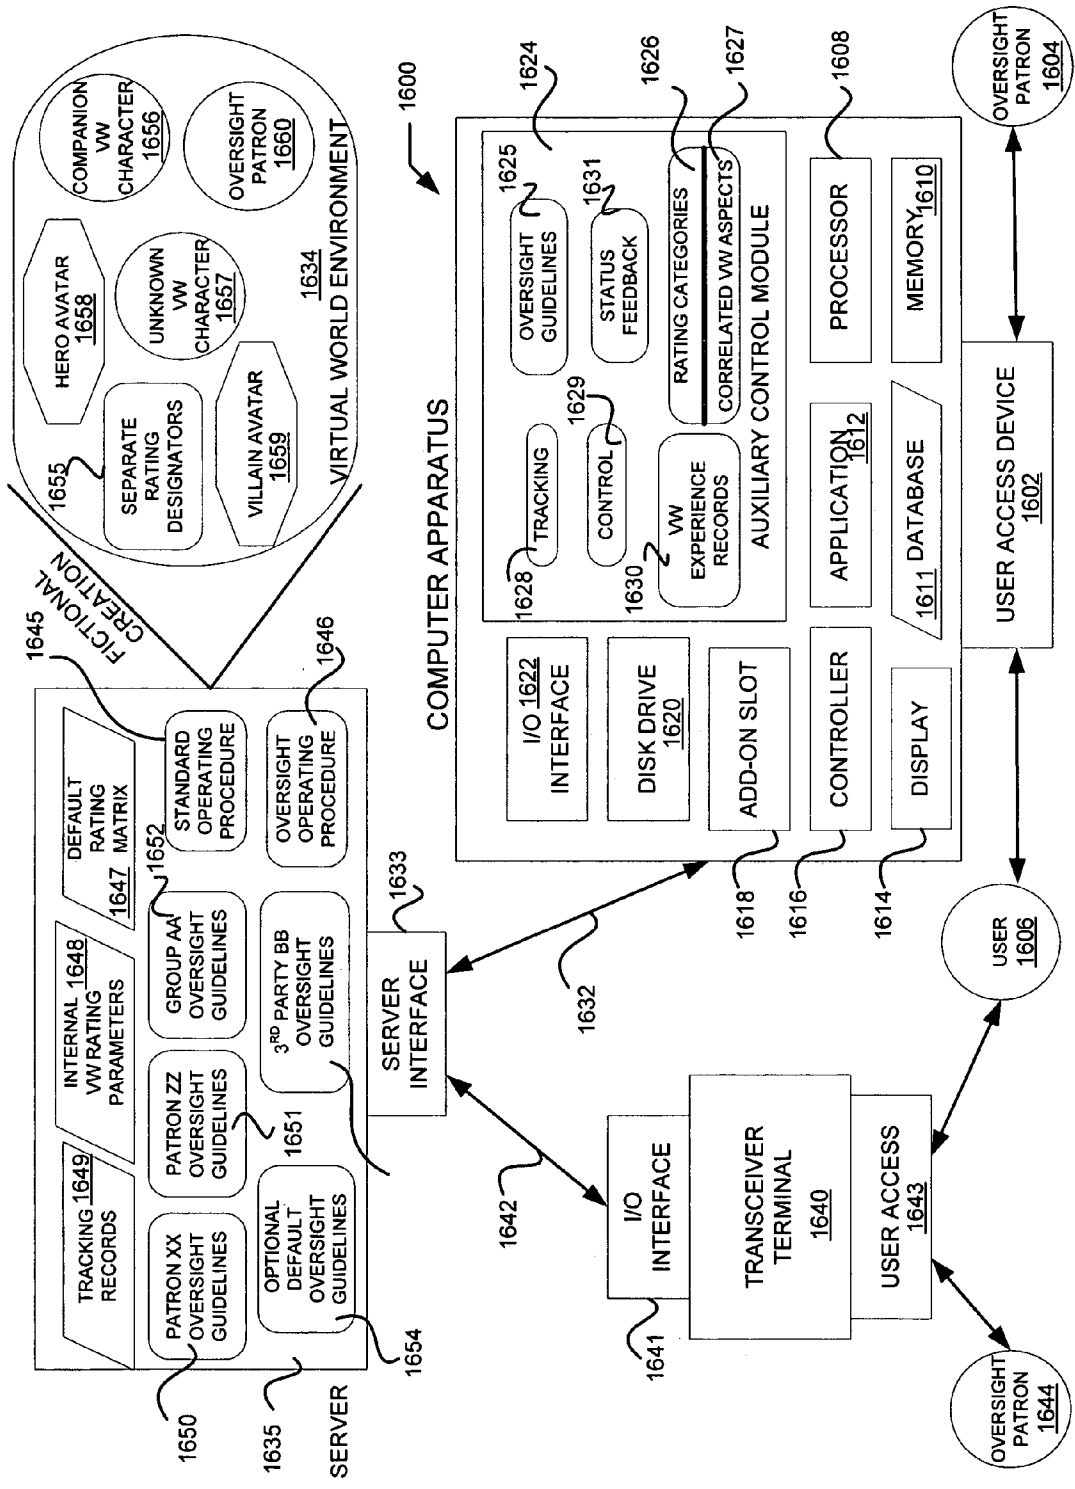 1645
DEFAULT
RATING
MATRIX
1647
INTERNAL 1648
VW RATING
PARAMETERS
TRACKING 1649
RECORDS
1652
STANDARD
OPERATING
PROCEDURE
GROUP AA
OVERSIGHT
GUIDELINES
PATRON ZZ
OVERSIGHT
GUIDELINES
1651
PATRON XX
OVERSIGHT
GUIDELINES
1650
OVERSIGHT
OPERATING
PROCEDURE
1646
3RD PARTY BB
OVERSIGHT
GUIDELINES
OPTIONAL
DEFAULT
OVERSIGHT
GUIDELINES
1654
1635
SERVER
SERVER
INTERFACE
1633
FICTIONAL
CREATION
COMPANION
VW
CHARACTER
1656
OVERSIGHT
PATRON
1660
HERO AVATAR
1658
UNKNOWN
VW
CHARACTER
1657
1655
SEPARATE
RATING
DESIGNATORS
VILLAIN AVATAR
1659
1634
VIRTUAL WORLD ENVIRONMENT
1600
COMPUTER APPARATUS
I/O 1622
INTERFACE
DISK DRIVE
1620
ADD-ON SLOT
1618
CONTROLLER
1616
DISPLAY
1614
1624
1625
OVERSIGHT
GUIDELINES
1631
STATUS
FEEDBACK
TRACKING
1628
CONTROL
1629
1630
VW
EXPERIENCE
RECORDS
1626
RATING CATEGORIES
1627
CORRELATED VW ASPECTS
AUXILIARY CONTROL MODULE
PROCESSOR
1608
MEMORY
1610
APPLICATION
1612
1611 DATABASE
USER ACCESS DEVICE
1602
OVERSIGHT
PATRON
1604
USER
1606
1632
1642
I/O
INTERFACE
1641
TRANSCEIVER
TERMINAL
1640
USER ACCESS
1643
OVERSIGHT
PATRON
1644